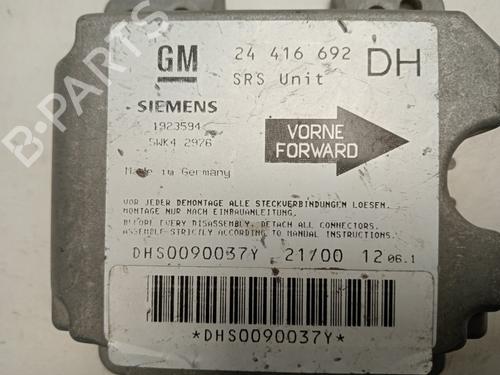 GM 24 416 692 DH
SRS Unit
SIEMENS
1923594
5WK4 2976
VORNE
FORWARD
Made in Germany
VOR JEDER DEMONTAGE ALLE STECKVERBINDUNGEN LOESEN.
MONTAGE NUR NACH EINBAUANLEITUNG.
BEFORE EVERY DISASSEMBLY, DETACH ALL CONNECTORS.
ASSEMBLE STRICTLY ACCORDING TO MANUAL INSTRUCTIONS.
DHS0090037Y 21/00 12 06.1
*DHS0090037Y*
B-PARTS